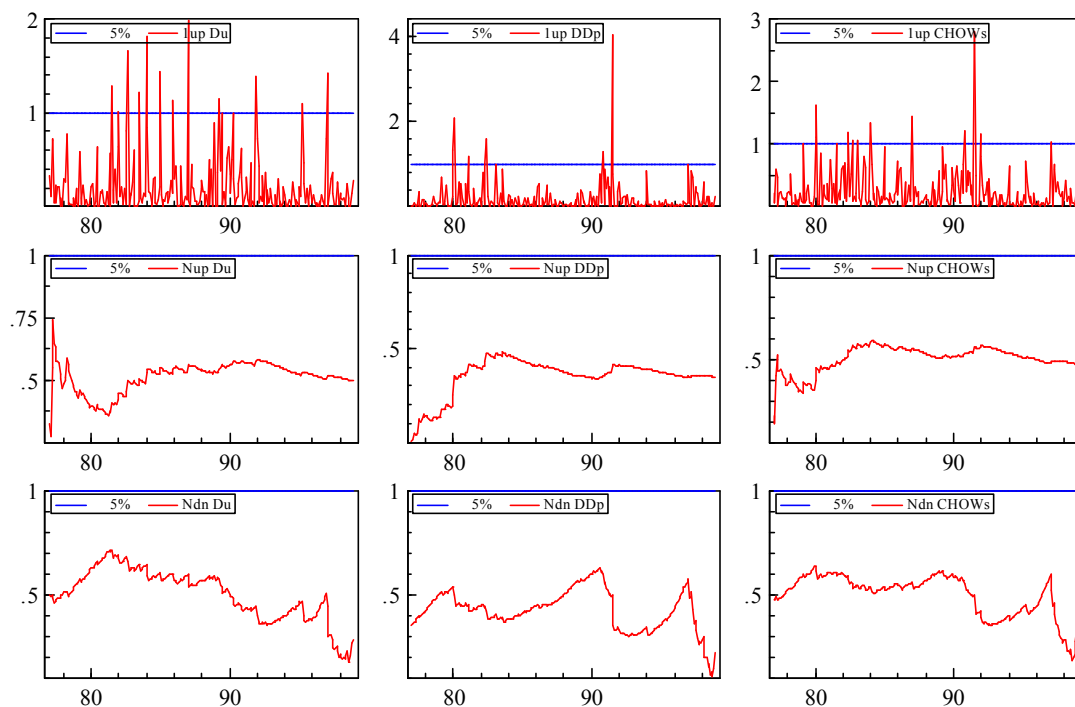 2 5% 1up Du
1
80 90
4 5% 1up DDp
2
80 90
3 5% 1up CHOWs
2
1
80 90
1 5% Nup Du
.75
.5
80 90
1 5% Nup DDp
.5
80 90
1 5% Nup CHOWs
.5
80 90
1 5% Ndn Du
.5
80 90
1 5% Ndn DDp
.5
80 90
1 5% Ndn CHOWs
.5
80 90